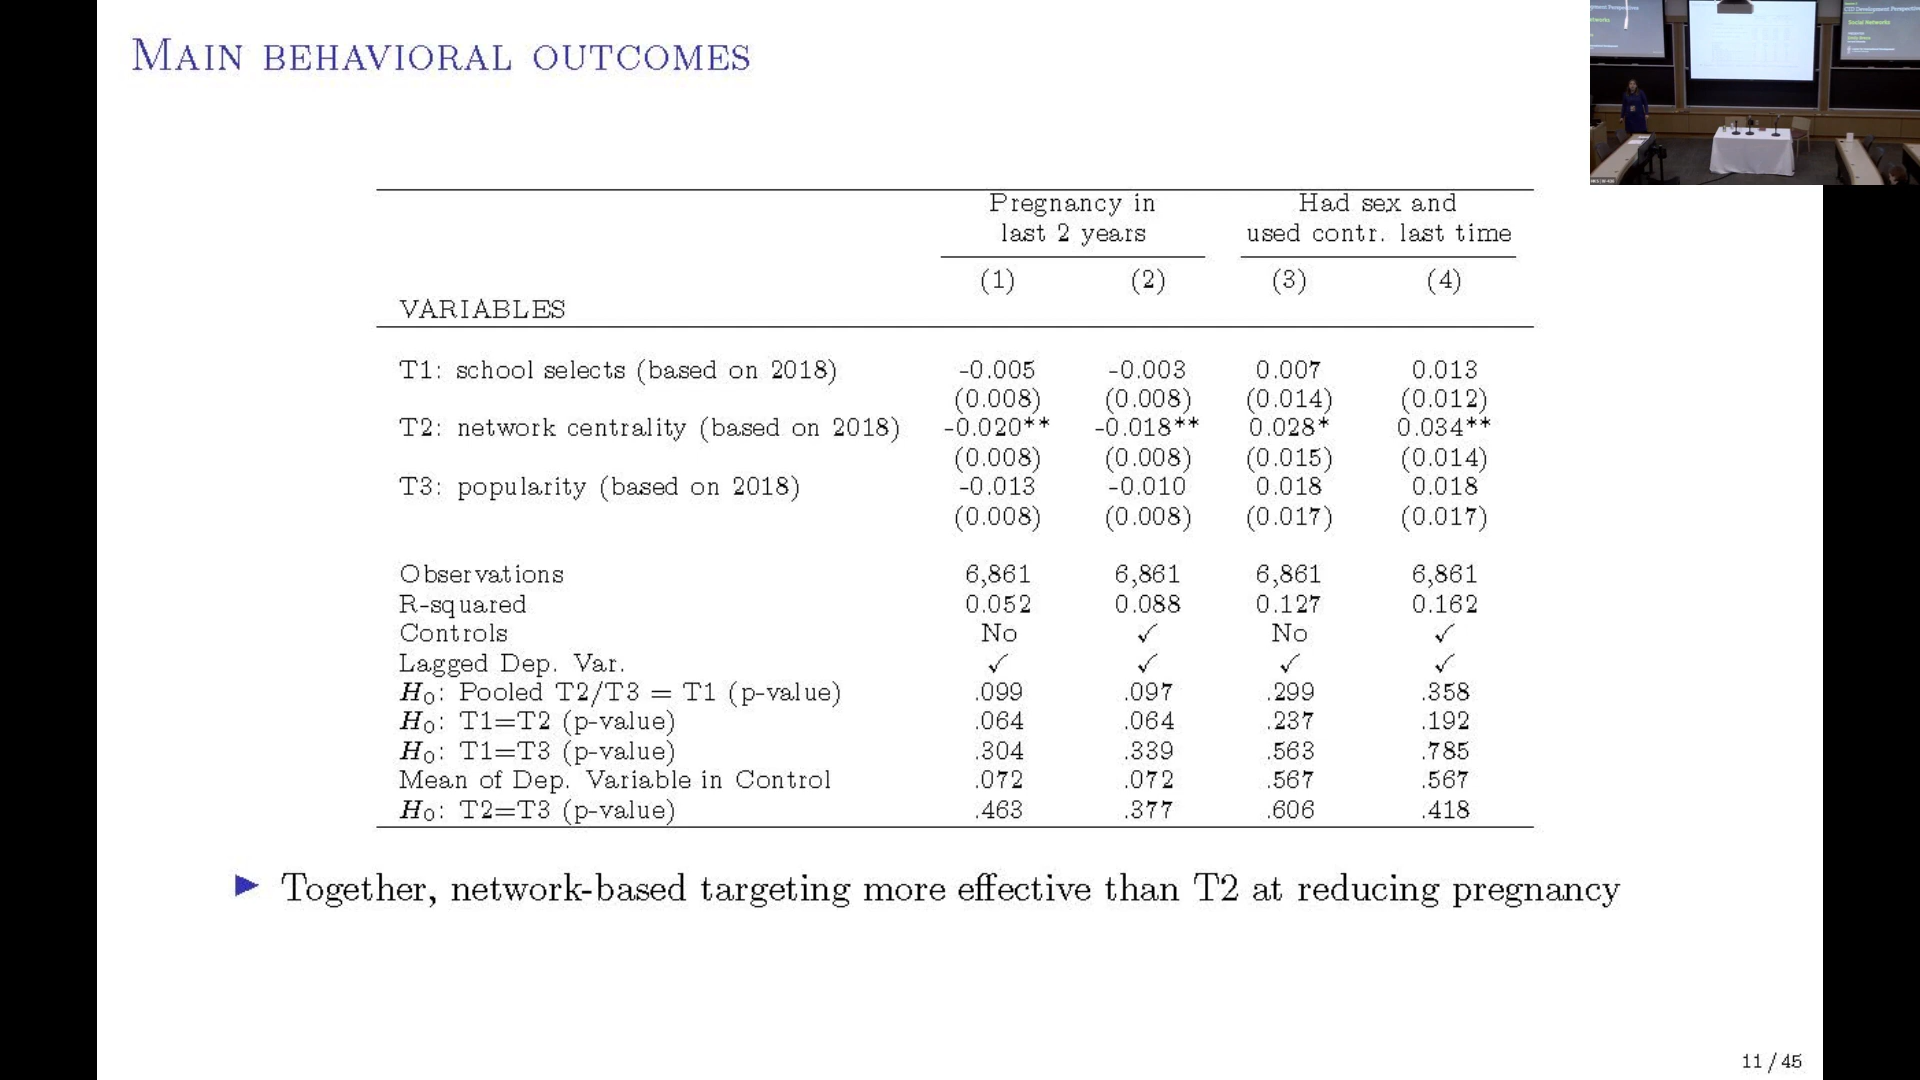 MAIN BEHAVIORAL OUTCOMES
Pregnancy in Had sex and
last 2 years used contr. last time
(1) (2) (3) (4)
VARIABLES
T1: school selects (based on 2018) -0.005 -0.003 0.007 0.013
(0.008) (0.008) (0.014) (0.012)
T2: network centrality (based on 2018) -0.020** -0.018** 0.028* 0.034**
(0.008) (0.008) (0.015) (0.014)
T3: popularity (based on 2018) -0.013 -0.010 0.018 0.018
(0.008) (0.008) (0.017) (0.017)
Observations 6,861 6,861 6,861 6,861
R-squared 0.052 0.088 0.127 0.162
Controls No ✓ No ✓
Lagged Dep. Var. ✓ ✓ ✓ ✓
H₀: Pooled T2/T3 = T1 (p-value) .099 .097 .299 .358
H₀: T1=T2 (p-value) .064 .064 .237 .192
H₀: T1=T3 (p-value) .304 .339 .563 .785
Mean of Dep. Variable in Control .072 .072 .567 .567
H₀: T2=T3 (p-value) .463 .377 .606 .418
▶ Together, network-based targeting more effective than T2 at reducing pregnancy
11 / 45
CID Development Perspectives
Social Networks